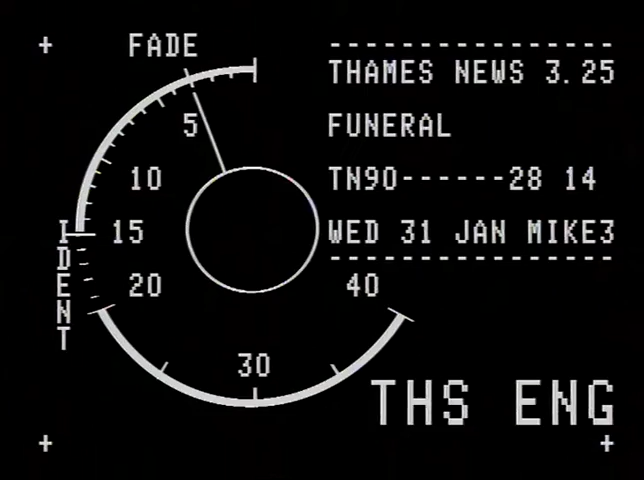 FADE
THAMES NEWS 3.25
5
FUNERAL
10
TN90------28 14
IDENT
15
WED 31 JAN MIKE3
20
40
30
THS ENG